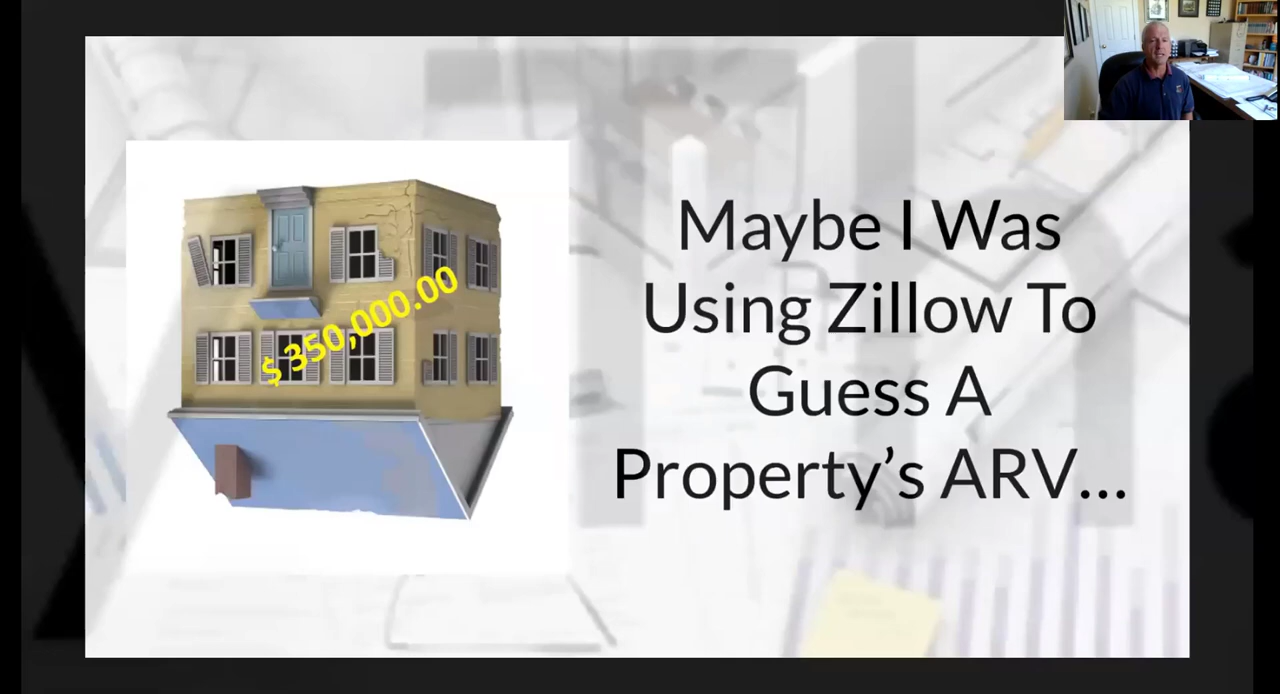 $ 350,000.00
Maybe I Was
Using Zillow To
Guess A
Property’s ARV...